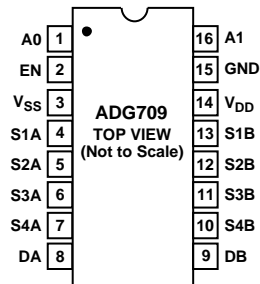 A0 1 16 A1
EN 2 15 GND
VSS 3 14 VDD
ADG709
S1A 4 TOP VIEW 13 S1B
(Not to Scale)
S2A 5 12 S2B
S3A 6 11 S3B
S4A 7 10 S4B
DA 8 9 DB